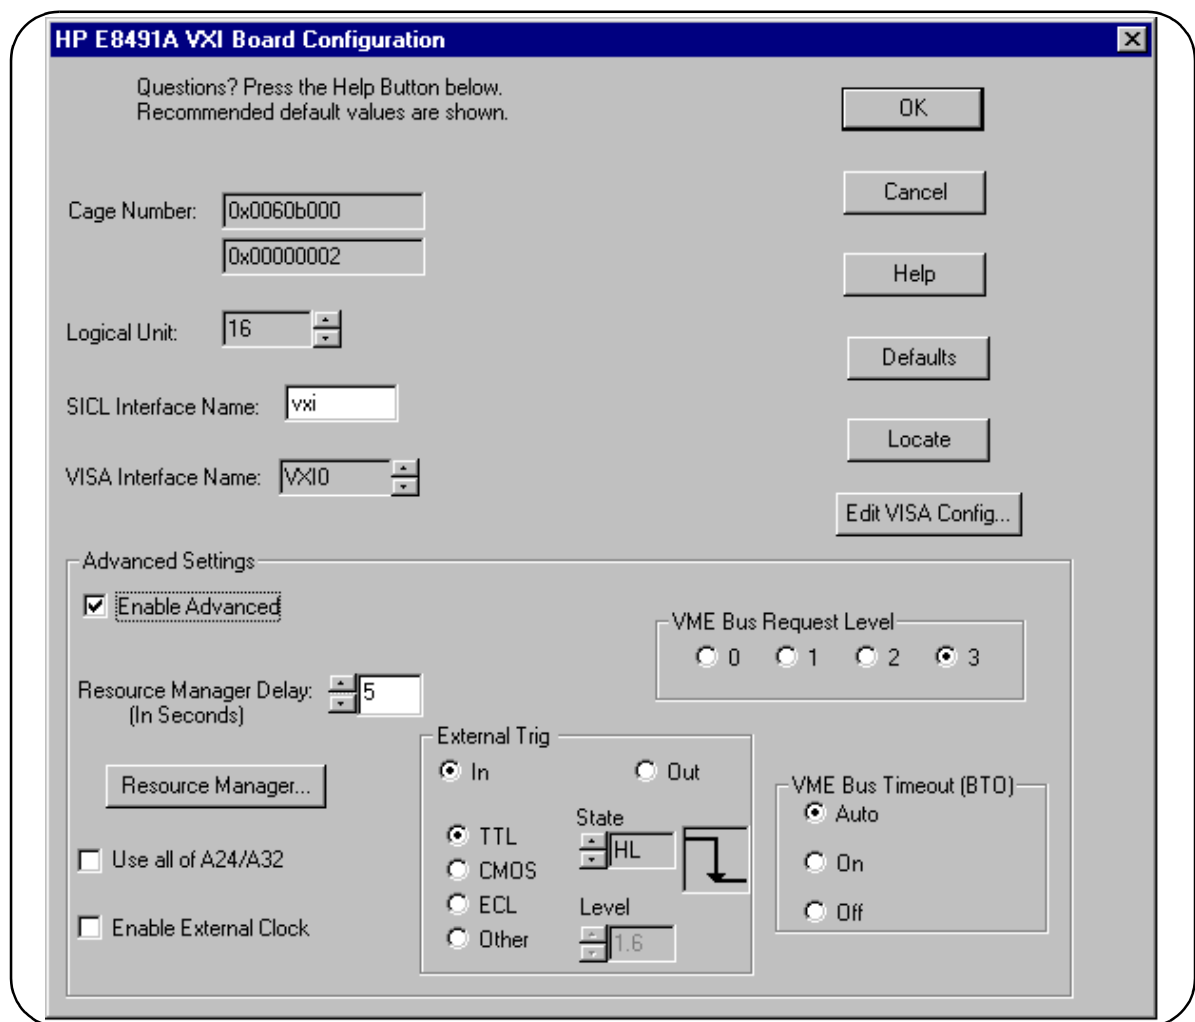 HP E8491A VXI Board Configuration
Questions? Press the Help Button below.
Recommended default values are shown.
OK
Cancel
Cage Number: 0x0060b000
0x00000002
Help
Logical Unit: 16
Defaults
SICL Interface Name: vxi
Locate
VISA Interface Name: VXI0
Edit VISA Config...
Advanced Settings
Enable Advanced
VME Bus Request Level
0 1 2 3
Resource Manager Delay: 5
(In Seconds)
External Trig
In Out
Resource Manager...
VME Bus Timeout (BTO)
Auto
State
TTL
HL
Use all of A24/A32
CMOS
On
ECL
Level
Off
Enable External Clock
Other
1.6